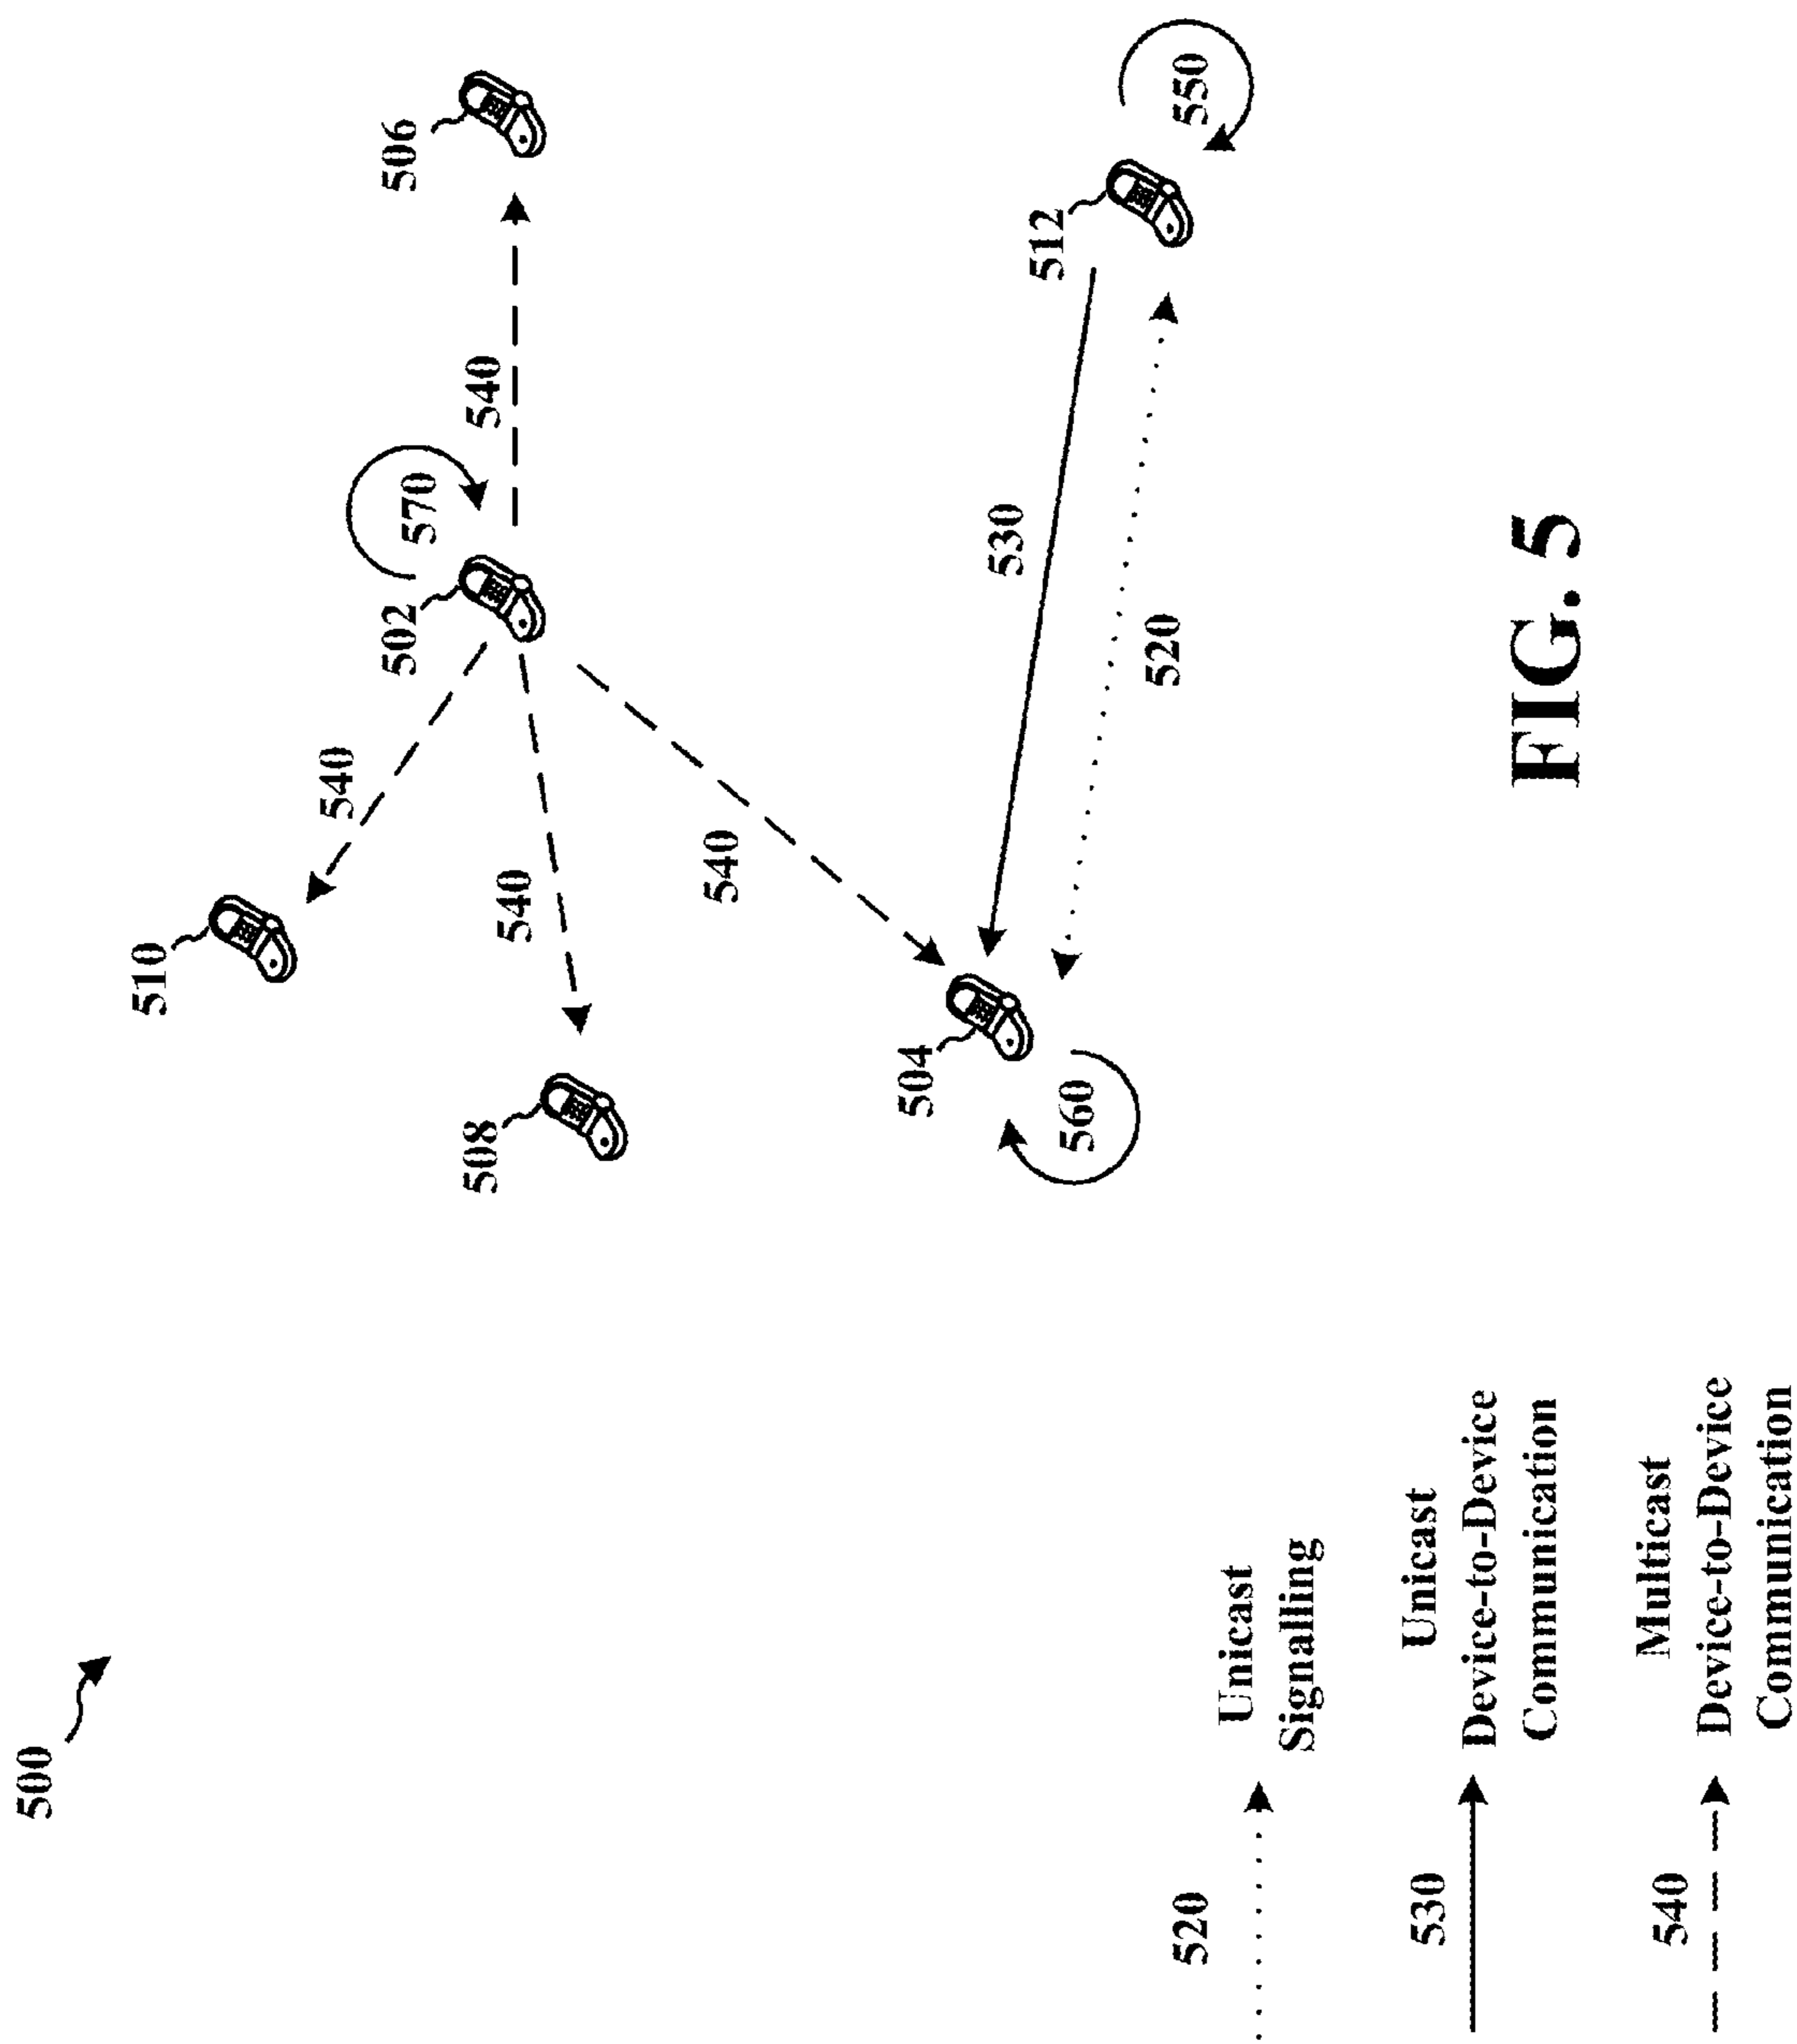 500
510
540
502
506
570
508
540
540
540
504
530
512
560
520
550
520
Unicast
Signalling
530
Unicast
Device-to-Device
Communication
540
Multicast
Device-to-Device
Communication
FIG. 5